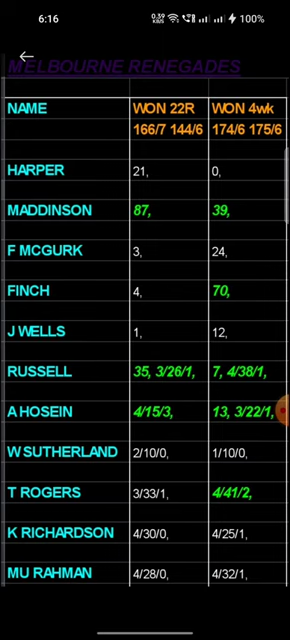 6:16 0.39 KB/S 100%
MELBOURNE RENEGADES
NAME WON 22R WON 4wk
166/7 144/6 174/6 175/6
HARPER 21, 0,
MADDINSON 87, 39,
F MCGURK 3, 24,
FINCH 4, 70,
J WELLS 1, 12,
RUSSELL 35, 3/26/1, 7, 4/38/1,
A HOSEIN 4/15/3, 13, 3/22/1,
W SUTHERLAND 2/10/0, 1/10/0,
T ROGERS 3/33/1, 4/41/2,
K RICHARDSON 4/30/0, 4/25/1,
MU RAHMAN 4/28/0, 4/32/1,